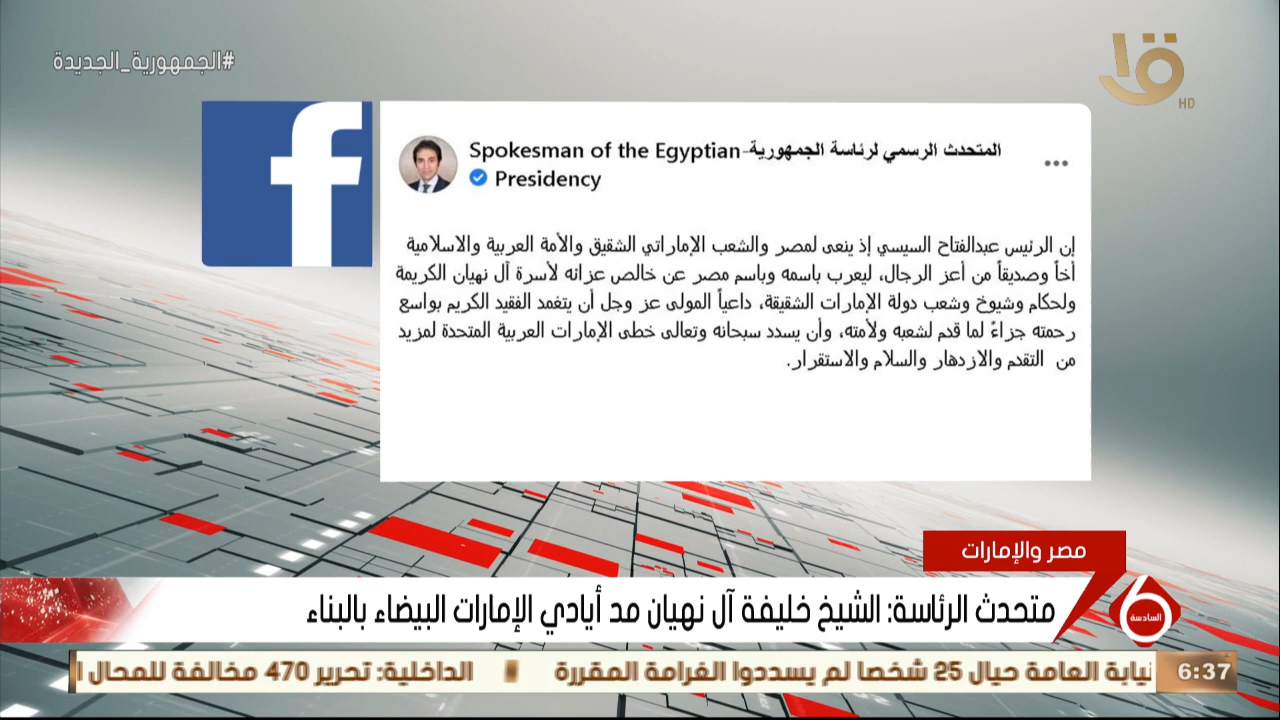 #الجمهورية_الجديدة
HD
المتحدث الرسمي لرئاسة الجمهورية-Spokesman of the Egyptian
Presidency
إن الرئيس عبدالفتاح السيسي إذ ينعى لمصر والشعب الإماراتي الشقيق والأمة العربية والاسلامية
أخاً وصديقاً من أعز الرجال، ليعرب باسمه وباسم مصر عن خالص عزائه لأسرة آل نهيان الكريمة
ولحكام وشيوخ وشعب دولة الإمارات الشقيقة، داعياً المولى عز وجل أن يتغمد الفقيد الكريم بواسع
رحمته جزاءً لما قدم لشعبه ولأمته، وأن يسدد سبحانه وتعالى خطى الإمارات العربية المتحدة لمزيد
من التقدم والازدهار والسلام والاستقرار.
مصر والإمارات
متحدث الرئاسة: الشيخ خليفة آل نهيان مد أيادي الإمارات البيضاء بالبناء
السادسة
6:37
نيابة العامة حيال 25 شخصا لم يسددوا الغرامة المقررة
الداخلية: تحرير 470 مخالفة للمحال ا